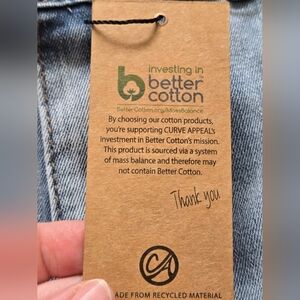 investing in
better
cotton
BetterCotton.org/MassBalance
By choosing our cotton products,
you're supporting CURVE APPEAL's
investment in Better Cotton's mission.
This product is sourced via a system
of mass balance and therefore may
not contain Better Cotton.
Thank you
CA
ADE FROM RECYCLED MATERIAL